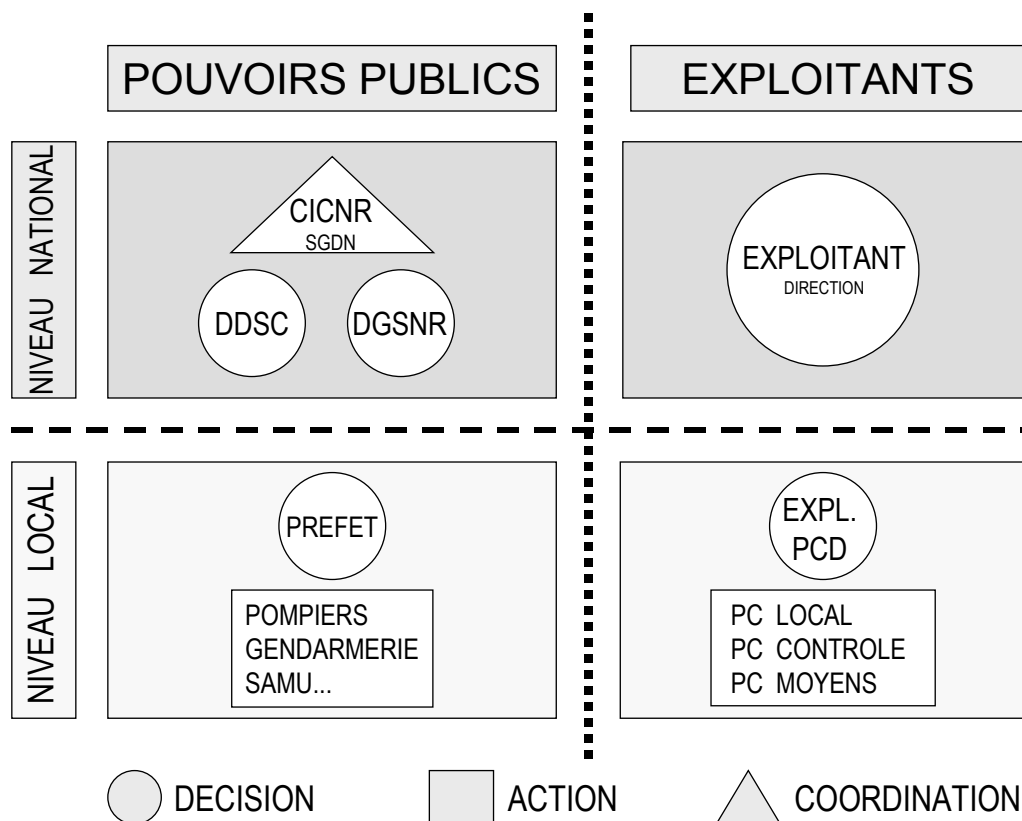 POUVOIRS PUBLICS
EXPLOITANTS
NIVEAU NATIONAL
CICNR
SGDN
DDSC
DGSNR
EXPLOITANT
DIRECTION
NIVEAU LOCAL
PREFET
POMPIERS
GENDARMERIE
SAMU...
EXPL.
PCD
PC LOCAL
PC CONTROLE
PC MOYENS
DECISION
ACTION
COORDINATION